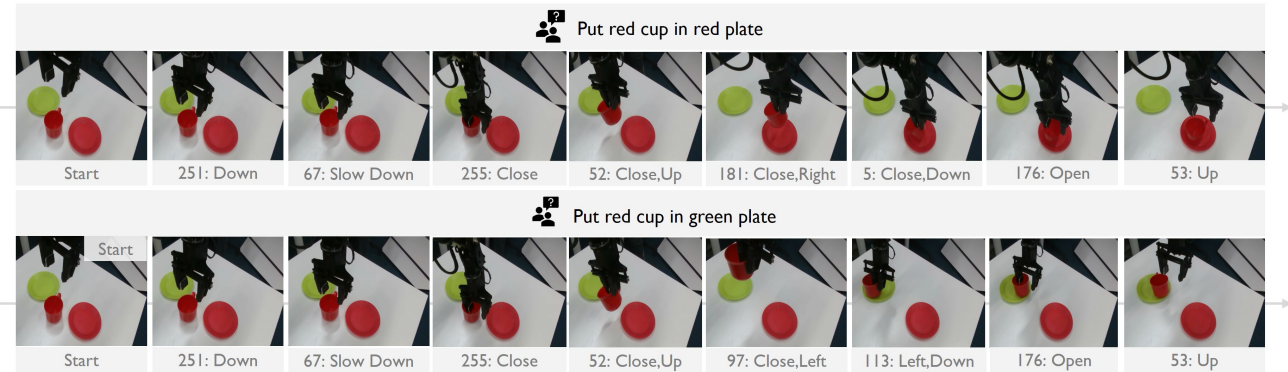 ?
Put red cup in red plate
Start 251: Down 67: Slow Down 255: Close 52: Close,Up 181: Close,Right 5: Close,Down 176: Open 53: Up
?
Put red cup in green plate
Start
Start 251: Down 67: Slow Down 255: Close 52: Close,Up 97: Close,Left 113: Left,Down 176: Open 53: Up